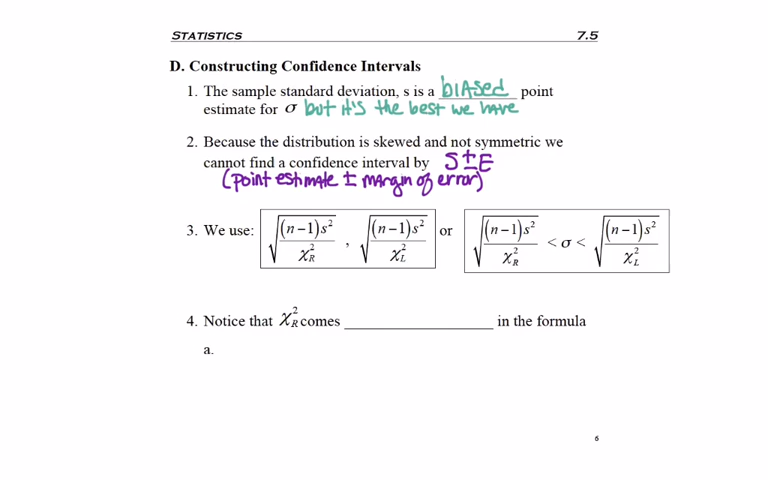 STATISTICS 7.5
D. Constructing Confidence Intervals
1. The sample standard deviation, s is a biased point
estimate for σ but it's the best we have
2. Because the distribution is skewed and not symmetric we
cannot find a confidence interval by S±E
(point estimate ± margin of error)
3. We use: √((n−1)s²/χ²_R) , √((n−1)s²/χ²_L) or √((n−1)s²/χ²_R) < σ < √((n−1)s²/χ²_L)
4. Notice that χ²_R comes ____________________ in the formula
a.
6